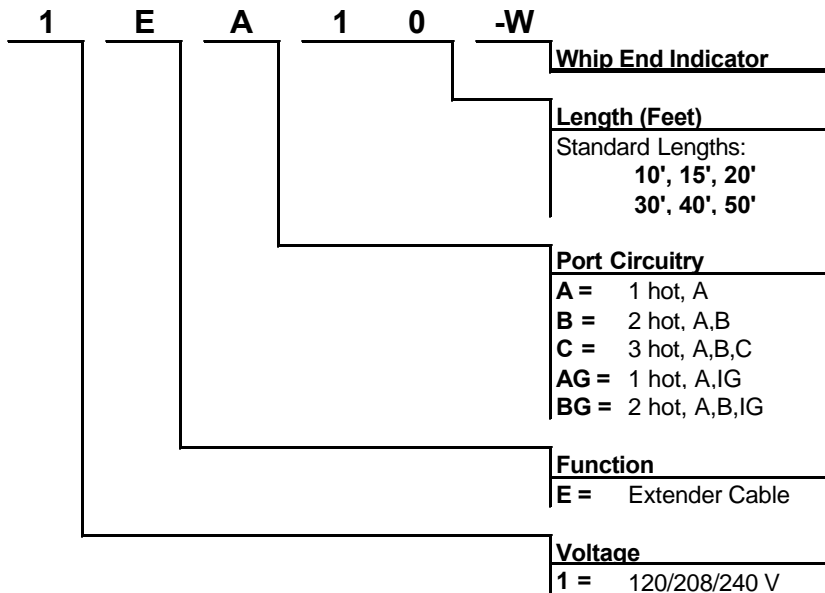 1 E A 1 0 -W
Whip End Indicator
Length (Feet)
Standard Lengths:
10', 15', 20'
30', 40', 50'
Port Circuitry
A = 1 hot, A
B = 2 hot, A,B
C = 3 hot, A,B,C
AG = 1 hot, A,IG
BG = 2 hot, A,B,IG
Function
E = Extender Cable
Voltage
1 = 120/208/240 V